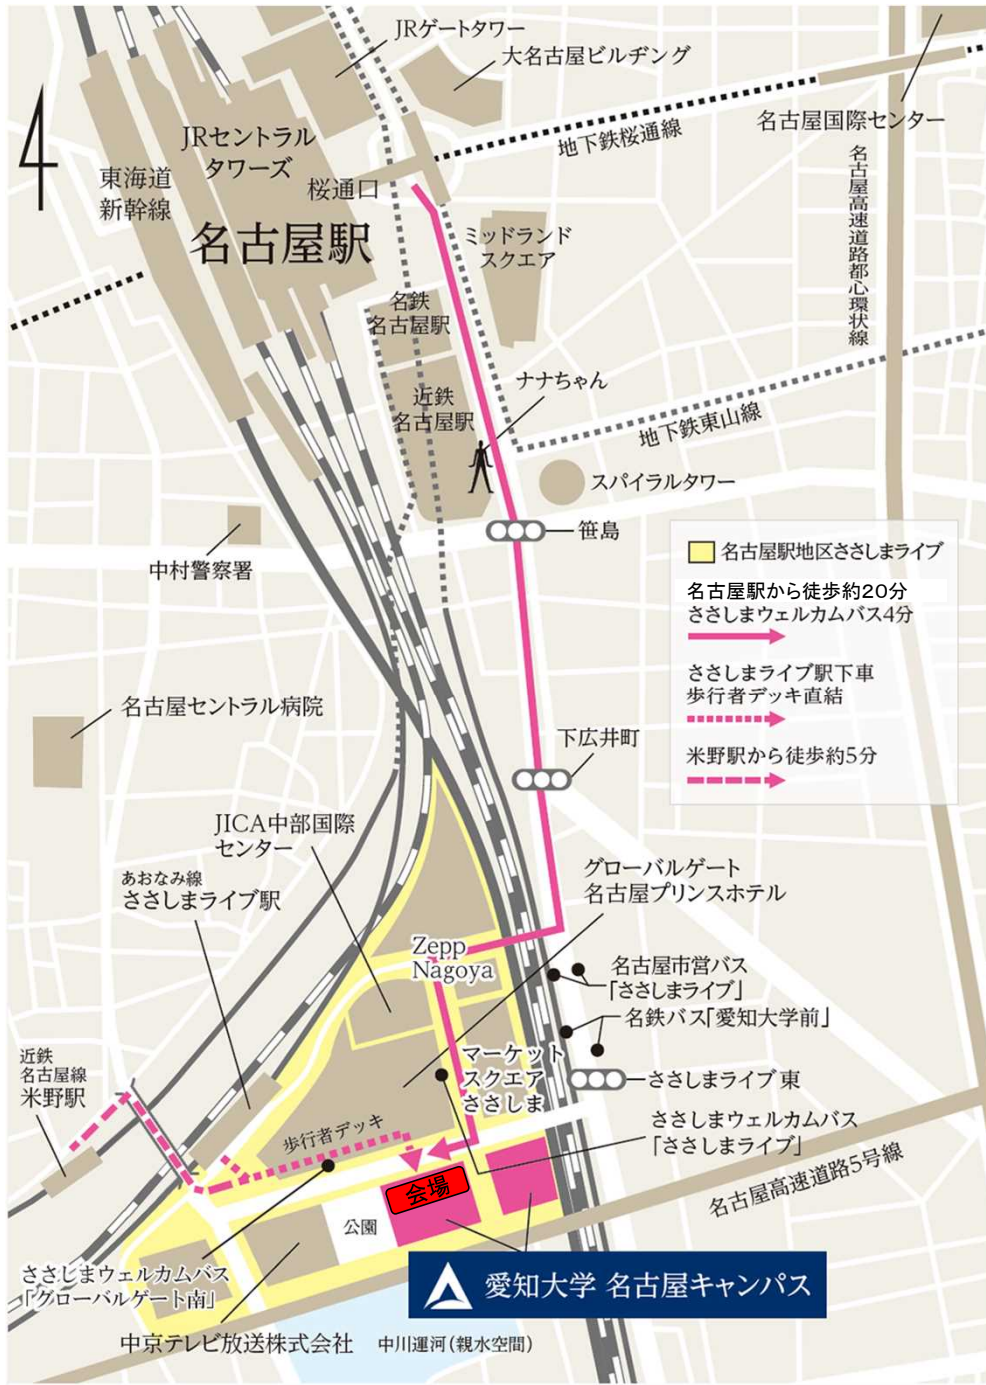 JRゲートタワー
大名古屋ビルヂング
JRセントラル
タワーズ
地下鉄桜通線
名古屋国際センター
東海道
新幹線
桜通口
名古屋高速道路都心環状線
名古屋駅
ミッドランド
スクエア
名鉄
名古屋駅
ナナちゃん
近鉄
名古屋駅
地下鉄東山線
スパイラルタワー
笹島
中村警察署
名古屋駅地区ささしまライブ
名古屋駅から徒歩約20分
ささしまウェルカムバス4分
ささしまライブ駅下車
歩行者デッキ直結
米野駅から徒歩約5分
名古屋セントラル病院
下広井町
JICA中部国際
センター
グローバルゲート
名古屋プリンスホテル
あおなみ線
ささしまライブ駅
Zepp
Nagoya
名古屋市営バス
「ささしまライブ」
名鉄バス「愛知大学前」
近鉄
名古屋線
米野駅
マーケット
スクエア
ささしま
ささしまライブ東
歩行者デッキ
ささしまウェルカムバス
「ささしまライブ」
会場
名古屋高速道路5号線
公園
ささしまウェルカムバス
「グローバルゲート南」
愛知大学 名古屋キャンパス
中京テレビ放送株式会社
中川運河(親水空間)